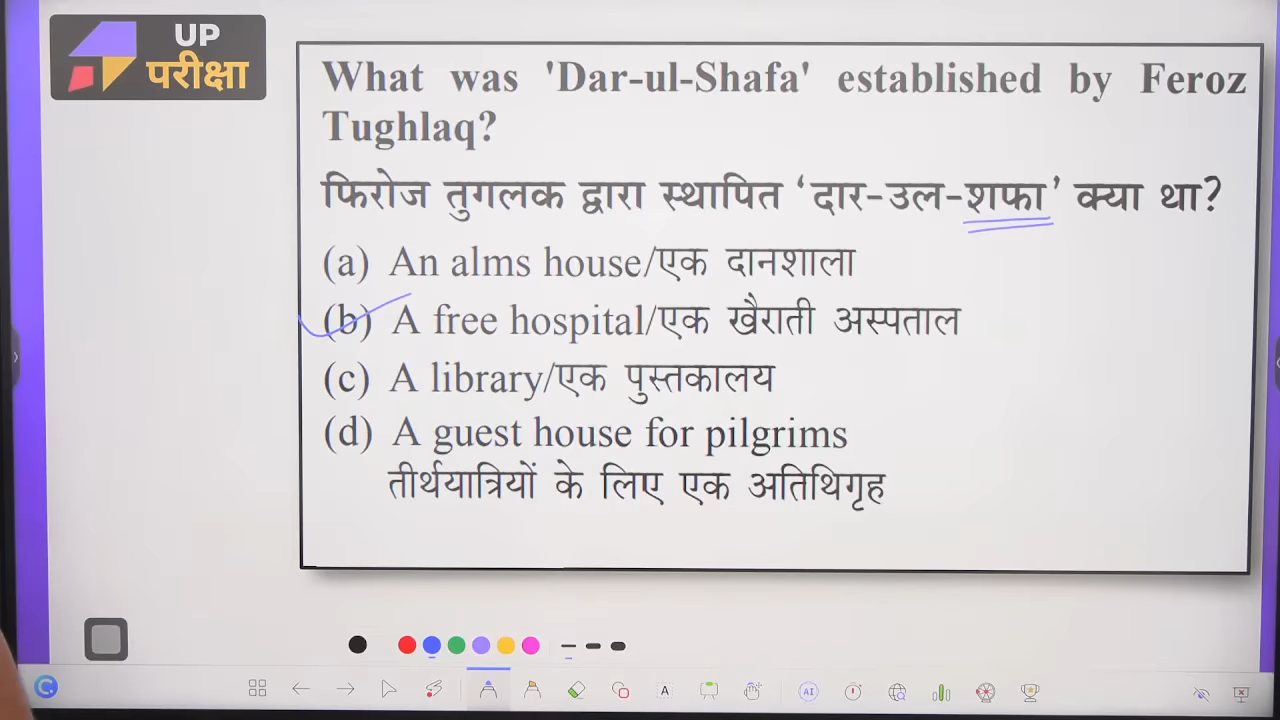 UP
परीक्षा
What was 'Dar-ul-Shafa' established by Feroz
Tughlaq?
फिरोज तुगलक द्वारा स्थापित ‘दार-उल-शफा’ क्या था?
(a) An alms house/एक दानशाला
(b) A free hospital/एक खैराती अस्पताल
(c) A library/एक पुस्तकालय
(d) A guest house for pilgrims
तीर्थयात्रियों के लिए एक अतिथिगृह
C
A
AI